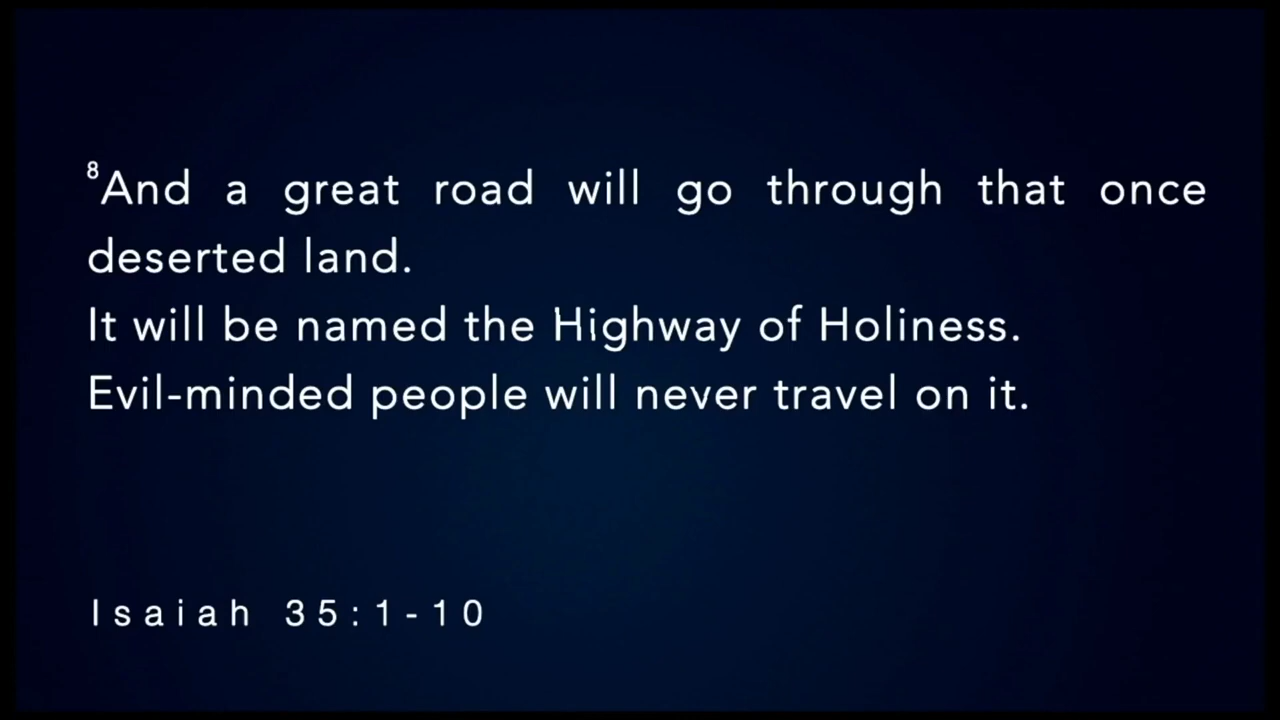 ⁸And a great road will go through that once
deserted land.
It will be named the Highway of Holiness.
Evil-minded people will never travel on it.
Isaiah 35:1-10